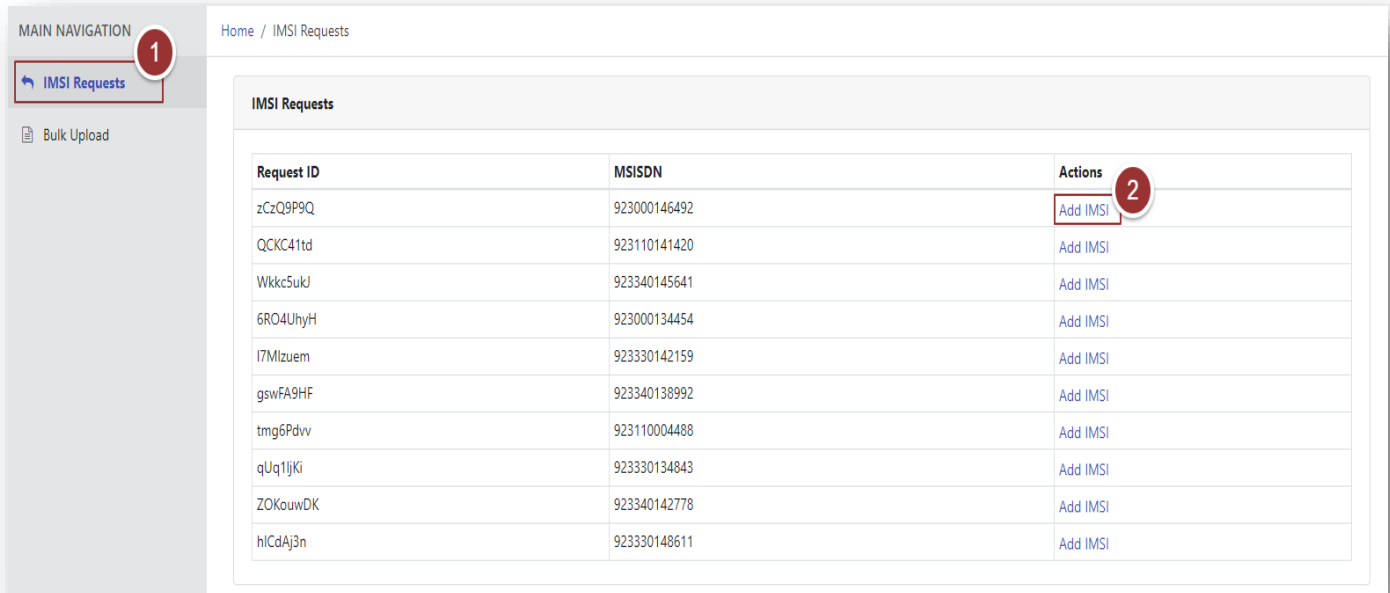 MAIN NAVIGATION
1
IMSI Requests
Bulk Upload
Home / IMSI Requests
IMSI Requests
Request ID MSISDN Actions
2
zCzQ9P9Q 923000146492 Add IMSI
QCKC41td 923110141420 Add IMSI
Wkkc5ukJ 923340145641 Add IMSI
6RO4UhyH 923000134454 Add IMSI
I7MIzuem 923330142159 Add IMSI
gswFA9HF 923340138992 Add IMSI
tmg6Pdvv 923110004488 Add IMSI
qUq1ljKi 923330134843 Add IMSI
ZOKouwDK 923340142778 Add IMSI
hICdAj3n 923330148611 Add IMSI